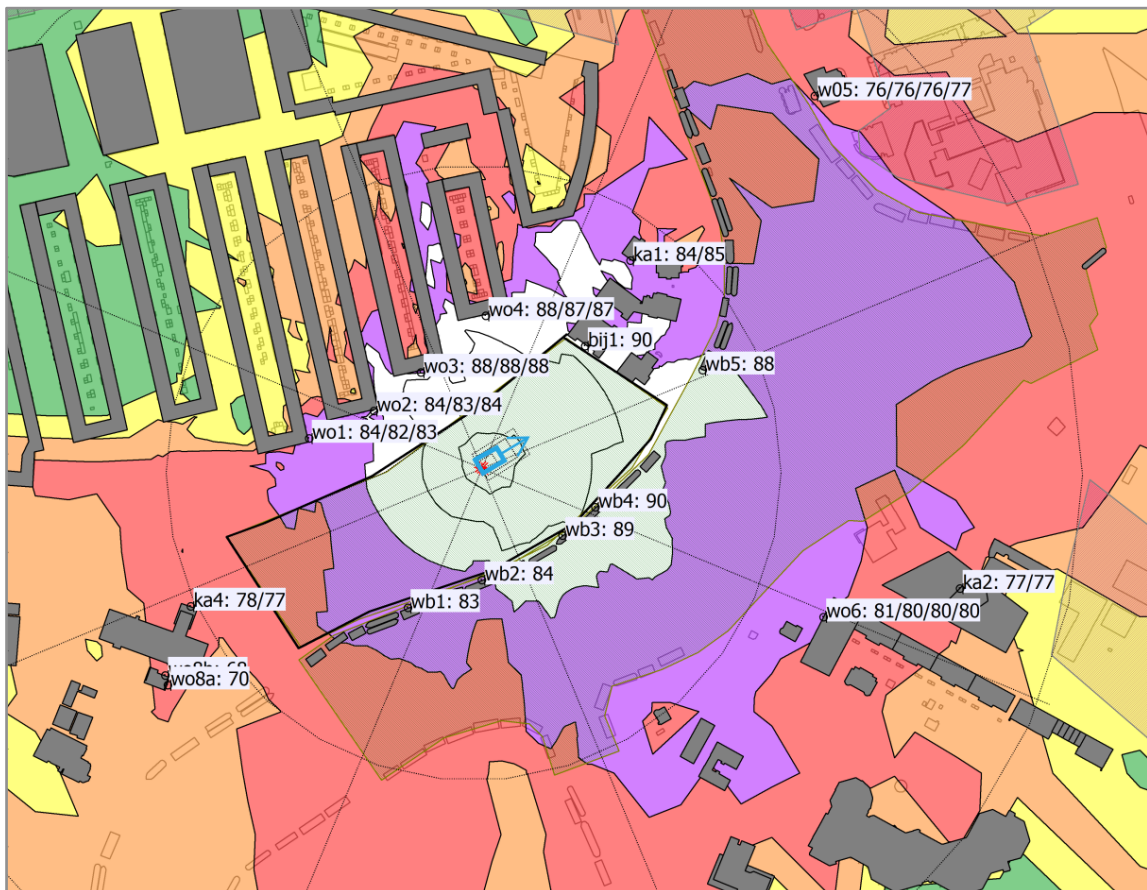 w05: 76/76/76/77
ka1: 84/85
wo4: 88/87/87
bij1: 90
wo3: 88/88/88
wb5: 88
wo2: 84/83/84
wo1: 84/82/83
wb4: 90
wb3: 89
wb2: 84
ka2: 77/77
wb1: 83
ka4: 78/77
wo6: 81/80/80/80
wo8a: 70